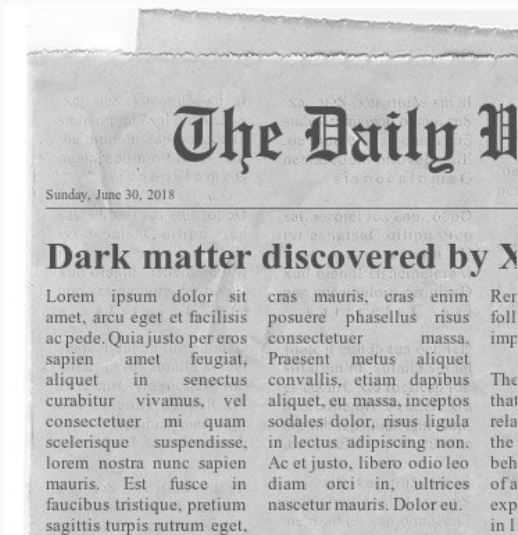 The Daily
Sunday, June 30, 2018
Dark matter discovered by X
Lorem ipsum dolor sit
amet, arcu eget et facilisis
ac pede. Quia justo per eros
sapien amet feugiat,
aliquet in senectus
curabitur vivamus, vel
consectetuer mi quam
scelerisque suspendisse,
lorem nostra nunc sapien
mauris. Est fusce in
faucibus tristique, pretium
sagittis turpis rutrum eget,
cras mauris, cras enim
posuere phasellus risus
consectetuer massa.
Praesent metus aliquet
convallis, etiam dapibus
aliquet, eu massa, inceptos
sodales dolor, risus ligula
in lectus adipiscing non.
Ac et justo, libero odio leo
diam orci in, ultrices
nascetur mauris. Dolor eu.
The
that
the